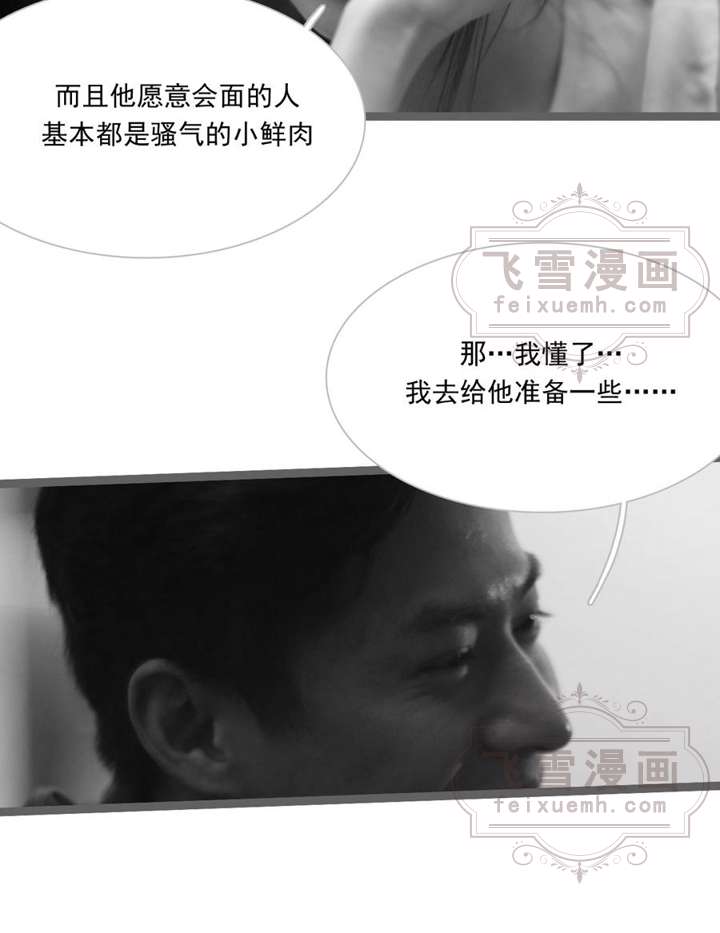 而且他愿意会面的人
基本都是骚气的小鲜肉
飞雪漫画
feixuemh.com
那…我懂了…
我去给他准备一些……
飞雪漫画
feixuemh.com